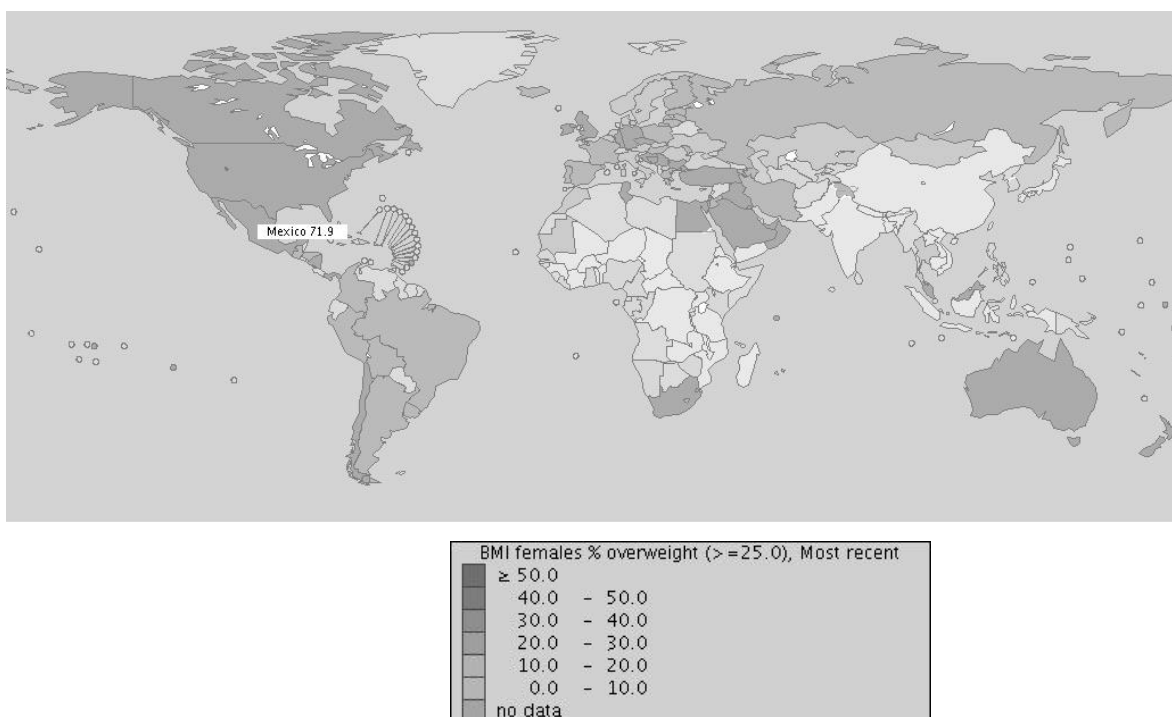 Mexico 71.9
BMI females % overweight (>=25.0), Most recent
≥ 50.0
40.0 - 50.0
30.0 - 40.0
20.0 - 30.0
10.0 - 20.0
0.0 - 10.0
no data